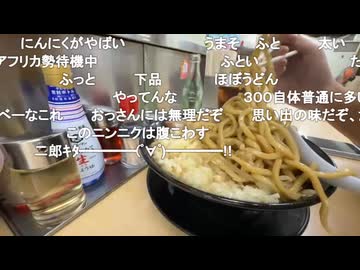 にんにくがやばい うまそ ふと 太い
アフリカ勢待機中 ふとい た
ふっと 下品 ほぼうどん
やってんな 300自体普通に多い
べーなこれ おっさんには無理だぞ 思い出の味だぞ、
このニンニクは腹こわす
二郎ｷﾀ━━━━━(ﾟ∀ﾟ)━━━━━!!